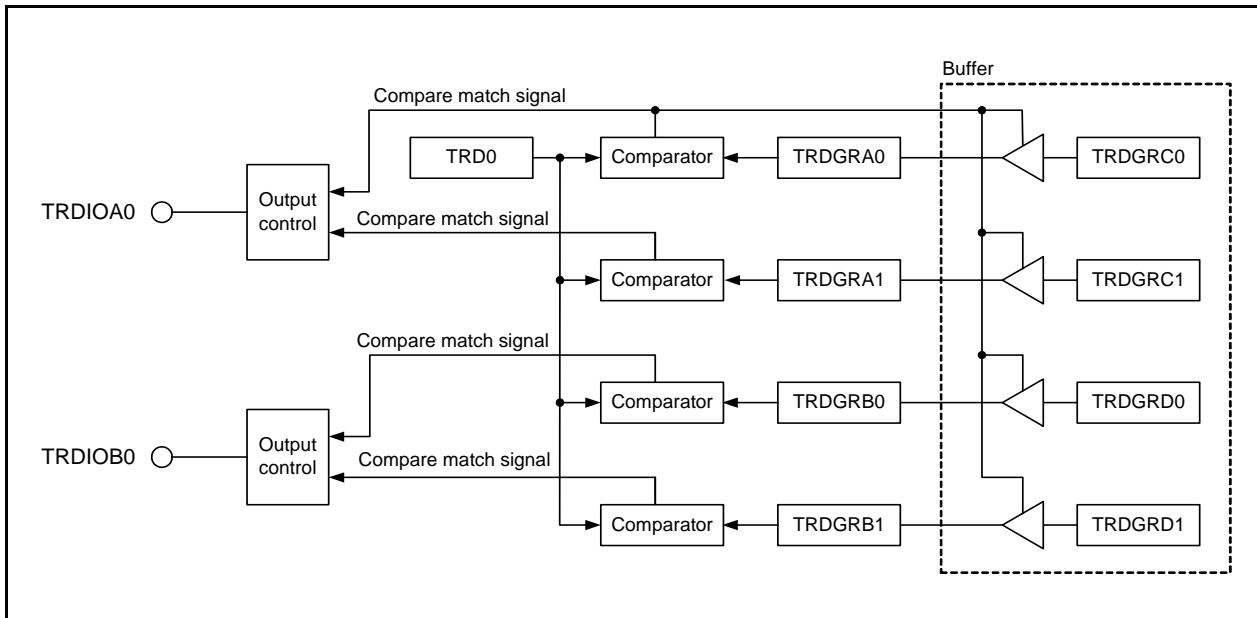 Buffer
Compare match signal
TRD0
Comparator
TRDGRA0
TRDGRC0
TRDIOA0
Output
control
Compare match signal
Comparator
TRDGRA1
TRDGRC1
Compare match signal
Comparator
TRDGRB0
TRDGRD0
TRDIOB0
Output
control
Compare match signal
Comparator
TRDGRB1
TRDGRD1